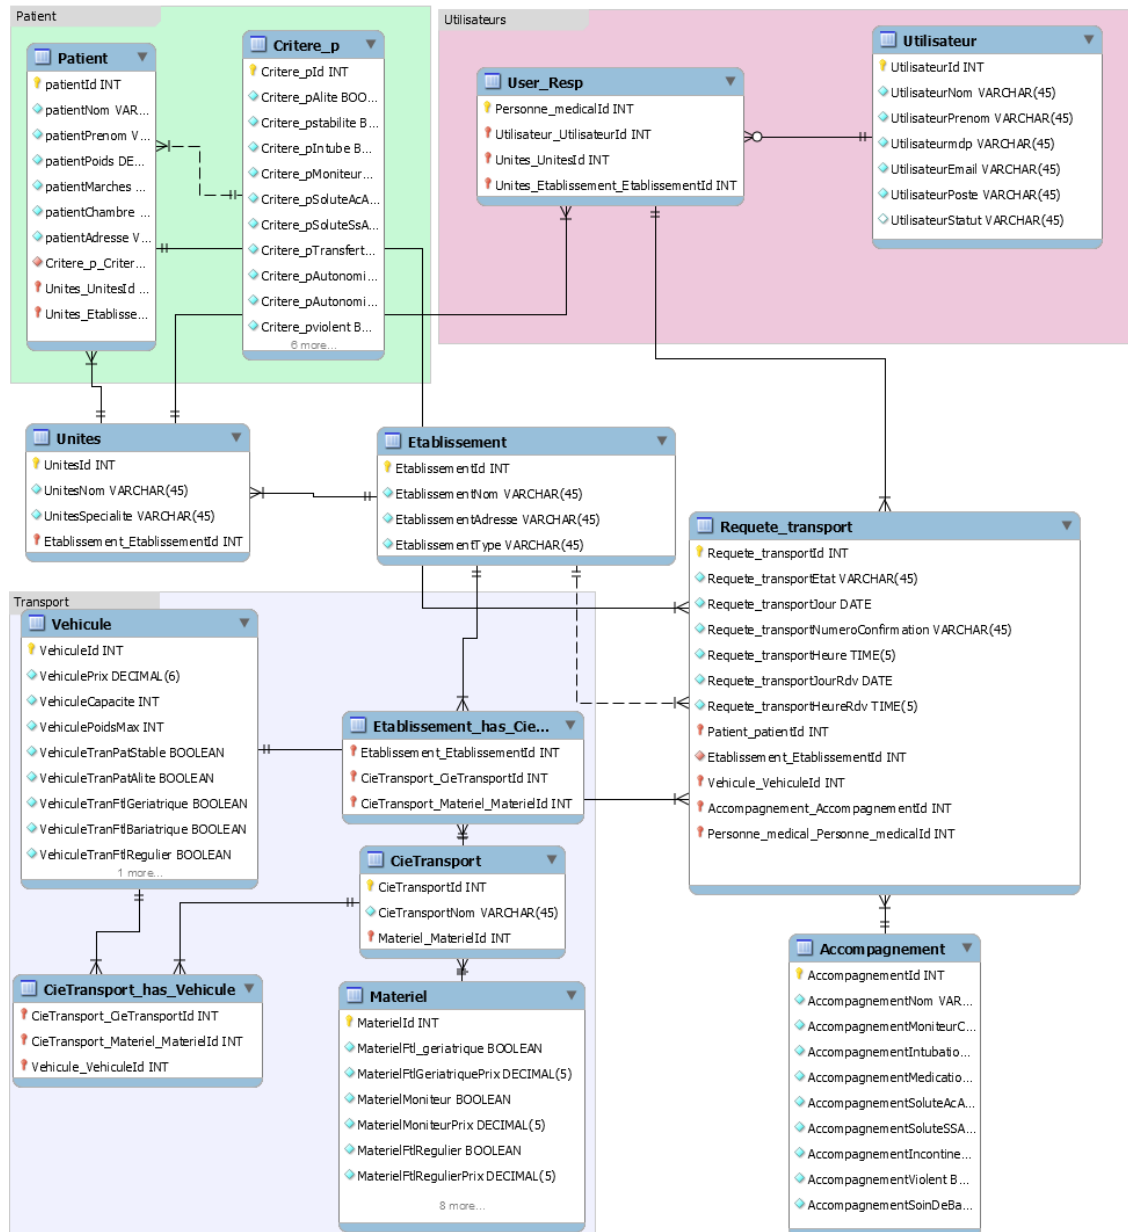 Patient
Patient
patientId INT
patientNom VAR...
patientPrenom V...
patientPoids DE...
patientMarches ...
patientChambre ...
patientAdresse V...
Critere_p_Criter...
Unites_UnitesId ...
Unites_Etablisse...
Critere_p
Critere_pId INT
Critere_pAlite BOO...
Critere_pstabilite B...
Critere_pIntube B...
Critere_pMoniteur...
Critere_pSoluteAcA...
Critere_pSoluteSsA...
Critere_pTransfert...
Critere_pAutonomi...
Critere_pAutonomi...
Critere_pviolent B...
6 more...
Utilisateurs
User_Resp
Personne_medicalId INT
Utilisateur_UtilisateurId INT
Unites_UnitesId INT
Unites_Etablissement_EtablissementId INT
Utilisateur
UtilisateurId INT
UtilisateurNom VARCHAR(45)
UtilisateurPrenom VARCHAR(45)
Utilisateurmdp VARCHAR(45)
UtilisateurEmail VARCHAR(45)
UtilisateurPoste VARCHAR(45)
UtilisateurStatut VARCHAR(45)
Unites
UnitesId INT
UnitesNom VARCHAR(45)
UnitesSpecialite VARCHAR(45)
Etablissement_EtablissementId INT
Etablissement
EtablissementId INT
EtablissementNom VARCHAR(45)
EtablissementAdresse VARCHAR(45)
EtablissementType VARCHAR(45)
Requete_transport
Requete_transportId INT
Requete_transportEtat VARCHAR(45)
Requete_transportJour DATE
Requete_transportNumeroConfirmation VARCHAR(45)
Requete_transportHeure TIME(5)
Requete_transportJourRdv DATE
Requete_transportHeureRdv TIME(5)
Patient_patientId INT
Etablissement_EtablissementId INT
Vehicule_VehiculeId INT
Accompagnement_AccompagnementId INT
Personne_medical_Personne_medicalId INT
Transport
Vehicule
VehiculeId INT
VehiculePrix DECIMAL(6)
VehiculeCapacite INT
VehiculePoidsMax INT
VehiculeTranPatStable BOOLEAN
VehiculeTranPatAlite BOOLEAN
VehiculeTranFtlGeriatrique BOOLEAN
VehiculeTranFtlBariatrique BOOLEAN
VehiculeTranFtlRegulier BOOLEAN
1 more...
Etablissement_has_Cie...
Etablissement_EtablissementId INT
CieTransport_CieTransportId INT
CieTransport_Materiel_MaterielId INT
CieTransport
CieTransportId INT
CieTransportNom VARCHAR(45)
Materiel_MaterielId INT
CieTransport_has_Vehicule
CieTransport_CieTransportId INT
CieTransport_Materiel_MaterielId INT
Vehicule_VehiculeId INT
Materiel
MaterielId INT
MaterielFtl_geriatrique BOOLEAN
MaterielFtlGeriatriquePrix DECIMAL(5)
MaterielMoniteur BOOLEAN
MaterielMoniteurPrix DECIMAL(5)
MaterielFtlRegulier BOOLEAN
MaterielFtlRegulierPrix DECIMAL(5)
8 more...
Accompagnement
AccompagnementId INT
AccompagnementNom VAR...
AccompagnementMoniteurC...
AccompagnementIntubatio...
AccompagnementMedicatio...
AccompagnementSoluteAcA...
AccompagnementSoluteSSA...
AccompagnementIncontine...
AccompagnementViolent B...
AccompagnementSoinDeBa...